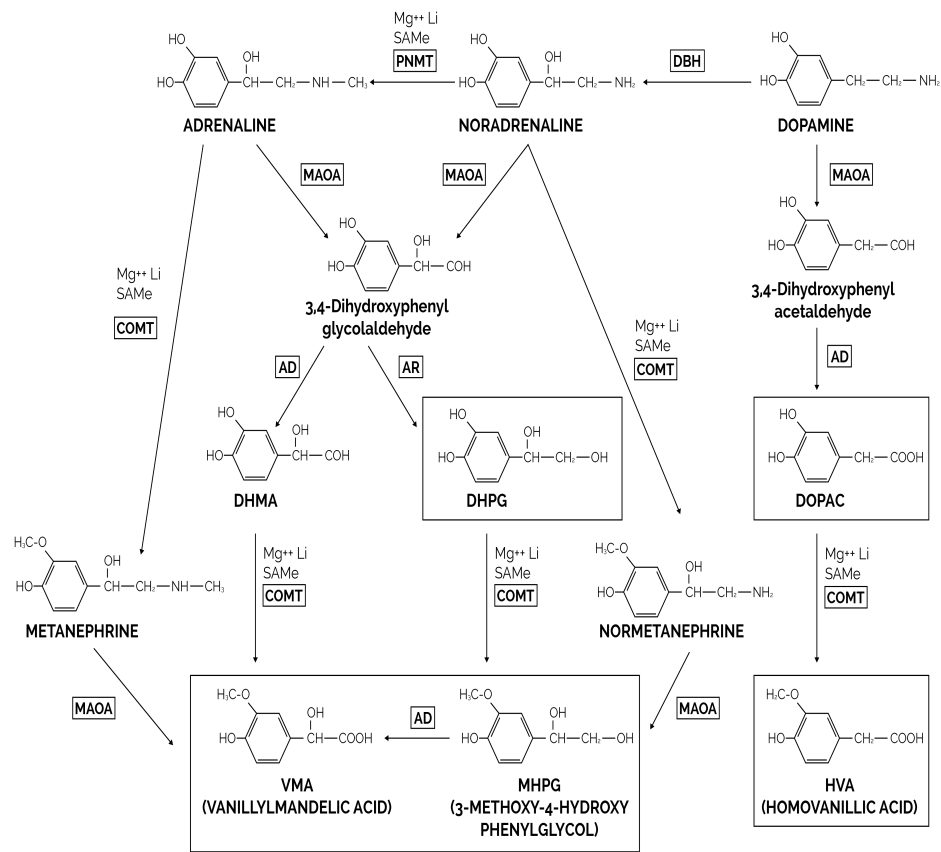 Mg++ Li
SAMe
PNMT
DBH
HO
HO
OH
CH—CH₂—NH—CH₃
ADRENALINE
HO
HO
OH
CH—CH₂—NH₂
NORADRENALINE
HO
HO
CH₂—CH₂—NH₂
DOPAMINE
MAOA
MAOA
MAOA
HO
HO
OH
CH—COH
3,4-Dihydroxyphenyl
glycolaldehyde
HO
HO
CH₂—COH
3,4-Dihydroxyphenyl
acetaldehyde
Mg++ Li
SAMe
COMT
Mg++ Li
SAMe
COMT
AD
AR
AD
HO
HO
OH
CH—COH
DHMA
HO
HO
OH
CH—CH₂—OH
DHPG
HO
HO
CH₂—COOH
DOPAC
H₃C-O
HO
OH
CH—CH₂—NH—CH₃
METANEPHRINE
Mg++ Li
SAMe
COMT
Mg++ Li
SAMe
COMT
H₃C-O
HO
OH
CH—CH₂—NH₂
NORMETANEPHRINE
Mg++ Li
SAMe
COMT
MAOA
MAOA
H₃C-O
HO
OH
CH—COOH
VMA
(VANILLYLMANDELIC ACID)
AD
H₃C-O
HO
OH
CH—CH₂—OH
MHPG
(3-METHOXY-4-HYDROXY
PHENYLGLYCOL)
H₂C-O
HO
CH₂—COOH
HVA
(HOMOVANILLIC ACID)